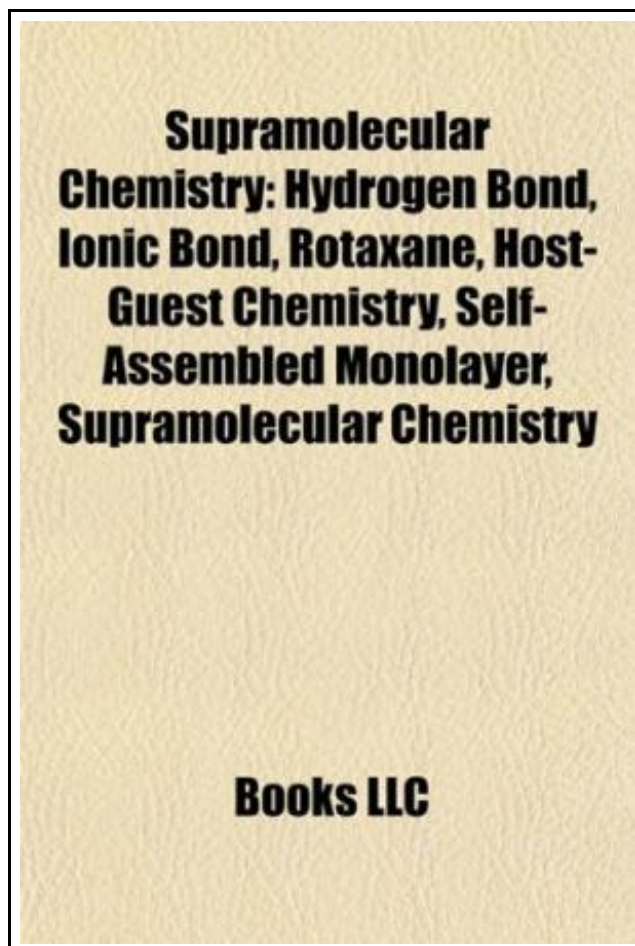 Supramolecular
Chemistry: Hydrogen Bond,
Ionic Bond, Rotaxane, Host-
Guest Chemistry, Self-
Assembled Monolayer,
Supramolecular Chemistry
Books LLC